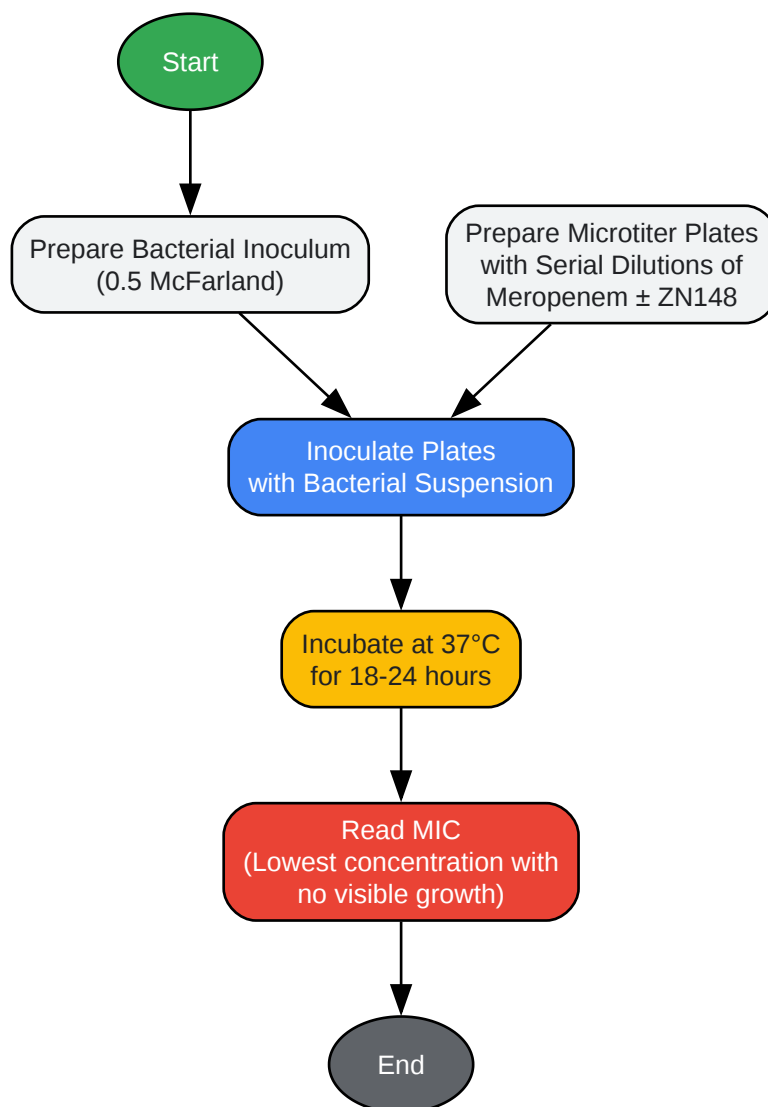 Start
Prepare Bacterial Inoculum
(0.5 McFarland)
Prepare Microtiter Plates
with Serial Dilutions of
Meropenem ± ZN148
Inoculate Plates
with Bacterial Suspension
Incubate at 37°C
for 18-24 hours
Read MIC
(Lowest concentration with
no visible growth)
End